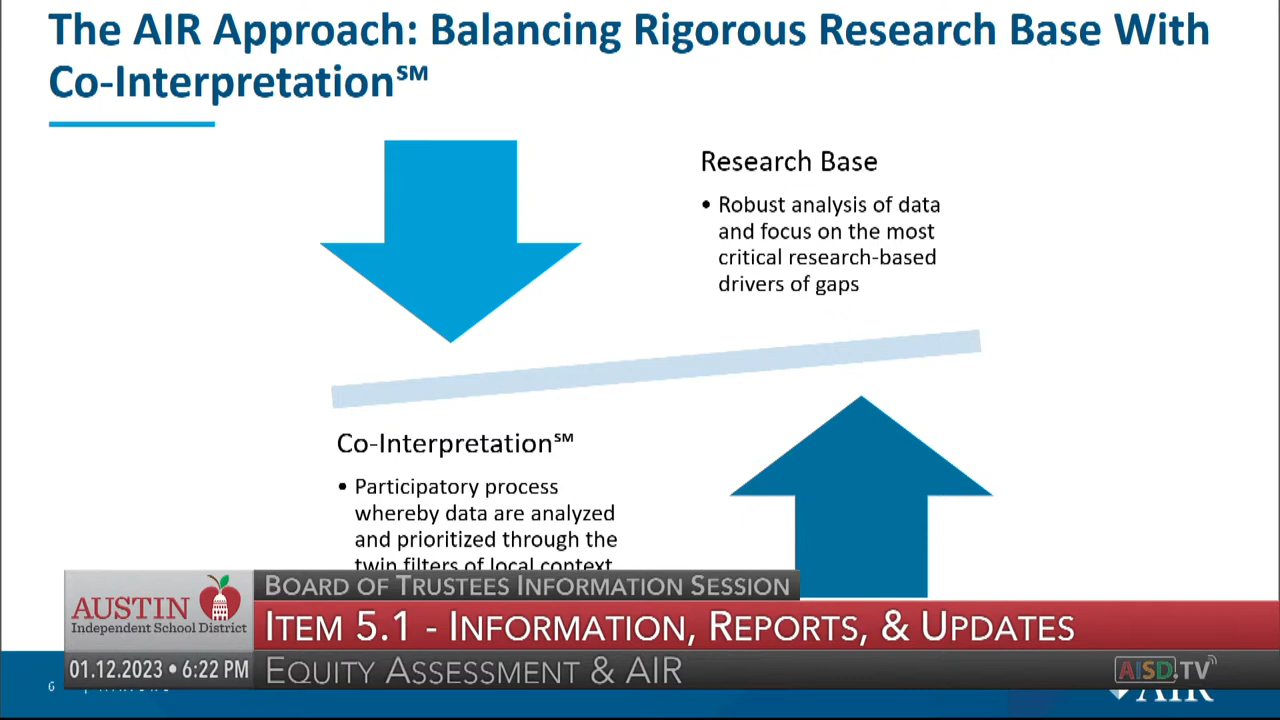 The AIR Approach: Balancing Rigorous Research Base With
Co-Interpretation℠
Research Base
• Robust analysis of data
and focus on the most
critical research-based
drivers of gaps
Co-Interpretation℠
• Participatory process
whereby data are analyzed
and prioritized through the
twin filters of local context
BOARD OF TRUSTEES INFORMATION SESSION
AUSTIN
Independent School District
ITEM 5.1 - INFORMATION, REPORTS, & UPDATES
01.12.2023 • 6:22 PM
EQUITY ASSESSMENT & AIR
AISD.TV
6
AIR